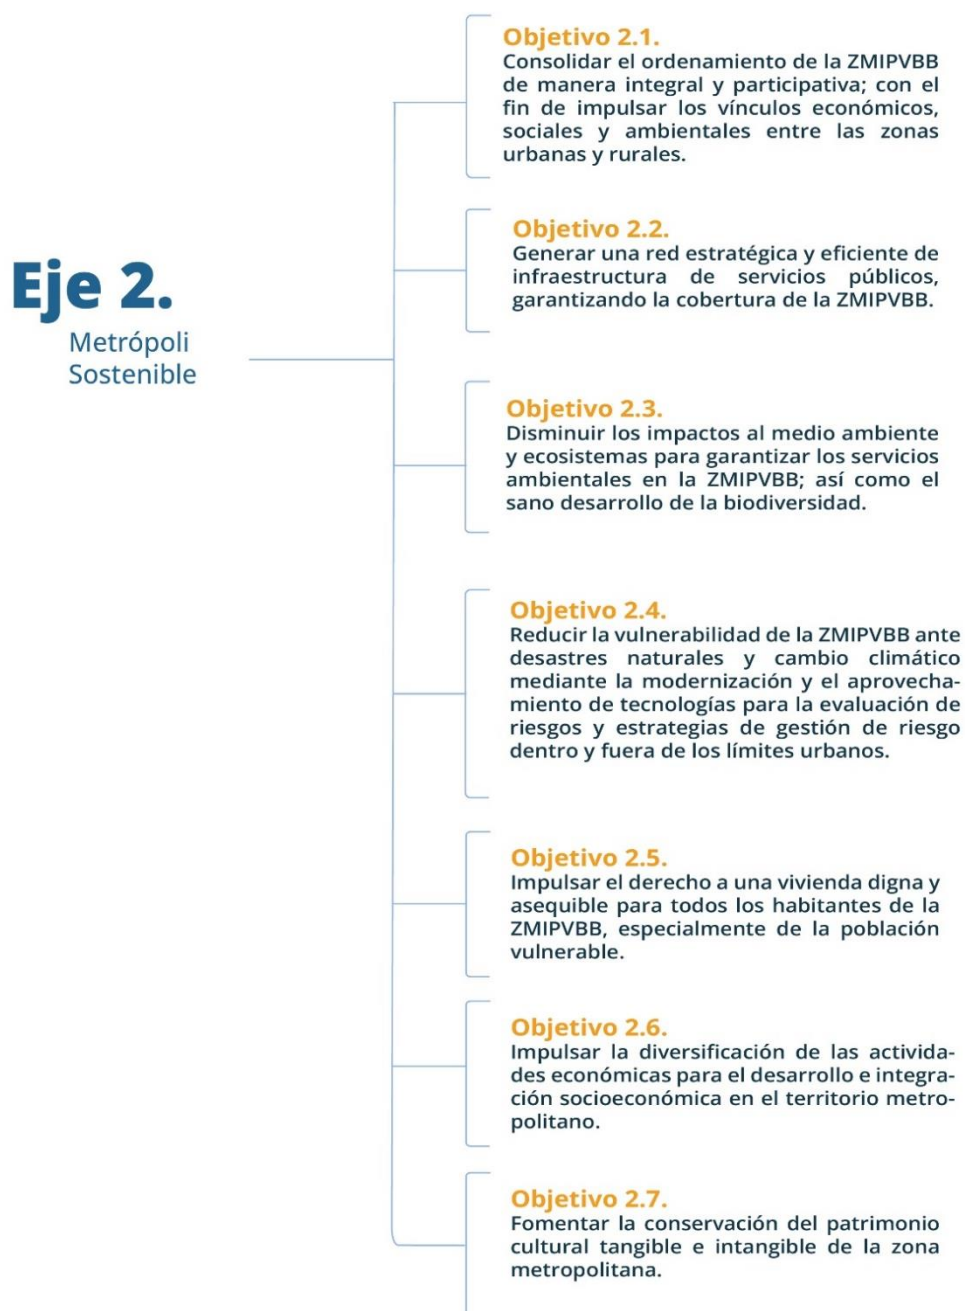 Eje 2.
Metrópoli
Sostenible
Objetivo 2.1.
Consolidar el ordenamiento de la ZMIPVBB
de manera integral y participativa; con el
fin de impulsar los vínculos económicos,
sociales y ambientales entre las zonas
urbanas y rurales.
Objetivo 2.2.
Generar una red estratégica y eficiente de
infraestructura de servicios públicos,
garantizando la cobertura de la ZMIPVBB.
Objetivo 2.3.
Disminuir los impactos al medio ambiente
y ecosistemas para garantizar los servicios
ambientales en la ZMIPVBB; así como el
sano desarrollo de la biodiversidad.
Objetivo 2.4.
Reducir la vulnerabilidad de la ZMIPVBB ante
desastres naturales y cambio climático
mediante la modernización y el aprovecha-
miento de tecnologías para la evaluación de
riesgos y estrategias de gestión de riesgo
dentro y fuera de los límites urbanos.
Objetivo 2.5.
Impulsar el derecho a una vivienda digna y
asequible para todos los habitantes de la
ZMIPVBB, especialmente de la población
vulnerable.
Objetivo 2.6.
Impulsar la diversificación de las activida-
des económicas para el desarrollo e integra-
ción socioeconómica en el territorio metro-
politano.
Objetivo 2.7.
Fomentar la conservación del patrimonio
cultural tangible e intangible de la zona
metropolitana.